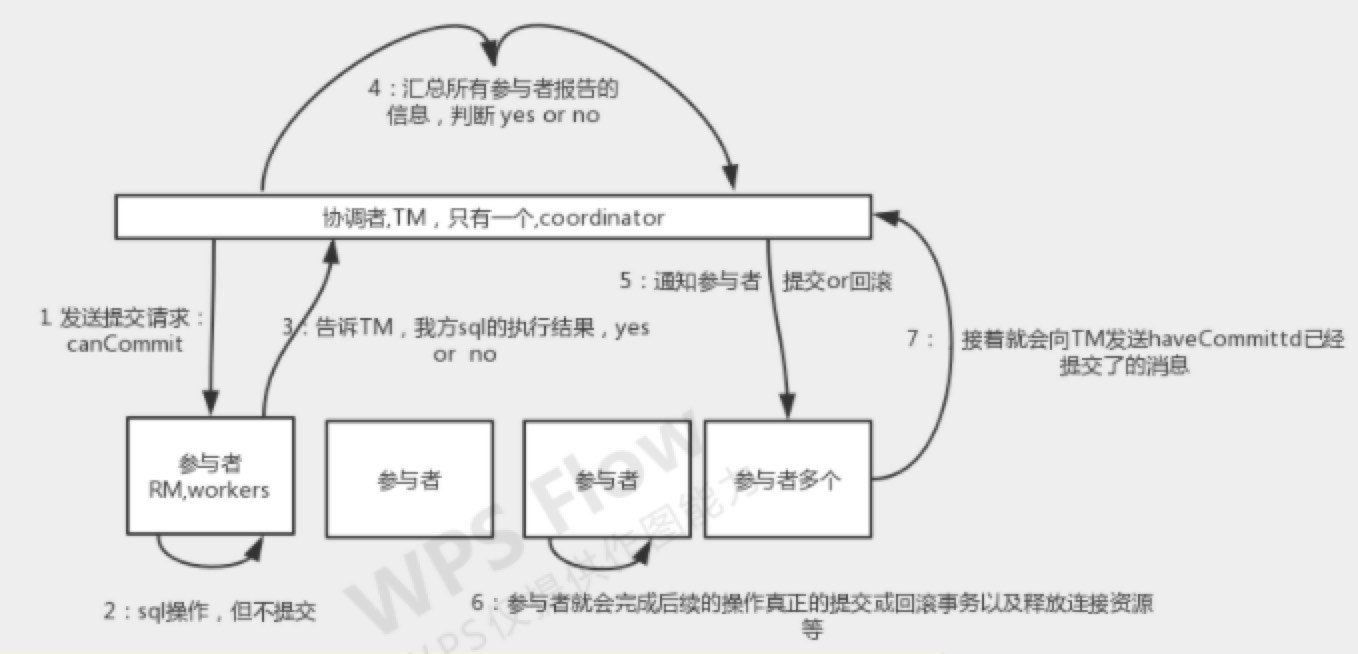 4：汇总所有参与者报告的
信息，判断 yes or no
协调者,TM，只有一个,coordinator
1 发送提交请求：
canCommit
3：告诉TM，我方sql的执行结果，yes
or no
5：通知参与者 提交or回滚
7： 接着就会向TM发送haveCommittd已经
提交了的消息
参与者
RM,workers
参与者
参与者
参与者多个
2：sql操作，但不提交
6：参与者就会完成后续的操作真正的提交或回滚事务以及释放连接资源
等
WPS Flow
WPS仅提供作图能力